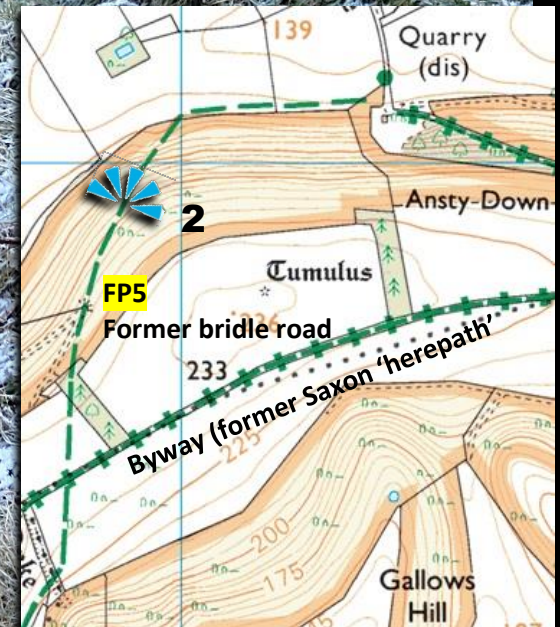 139
Quarry
(dis)
2
Ansty-Down
Tumulus
FP5
Former bridle road
236
233
Byway (former Saxon 'herepath'
225
200
175
Gallows
Hill